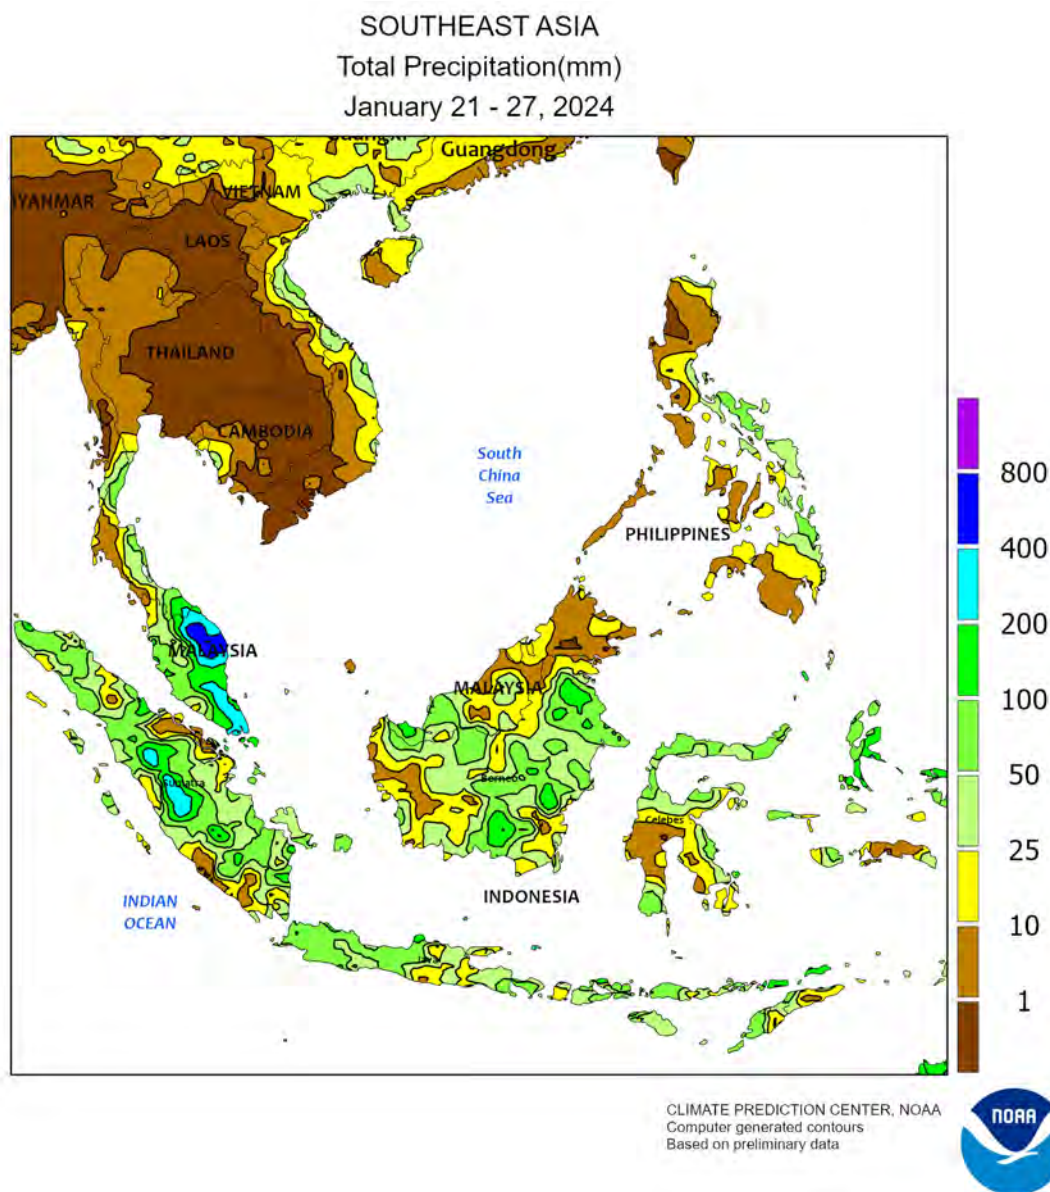 SOUTHEAST ASIA
Total Precipitation(mm)
January 21 - 27, 2024
Guangdong
VIETNAM
LAOS
THAILAND
CAMBODIA
South
China
Sea
PHILIPPINES
MALAYSIA
MALAYSIA
Sumatra
Borneo
Celebes
INDONESIA
INDIAN
OCEAN
Java
800
400
200
100
50
25
10
1
CLIMATE PREDICTION CENTER, NOAA
Computer generated contours
Based on preliminary data
NOAA